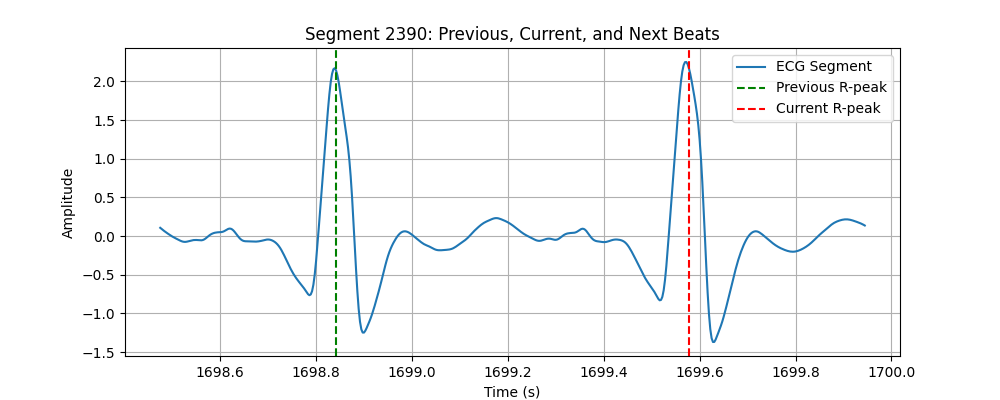 Segment 2390: Previous, Current, and Next Beats
ECG Segment
Previous R-peak
Current R-peak
Amplitude
2.0
1.5
1.0
0.5
0.0
−0.5
−1.0
−1.5
1698.6 1698.8 1699.0 1699.2 1699.4 1699.6 1699.8 1700.0
Time (s)